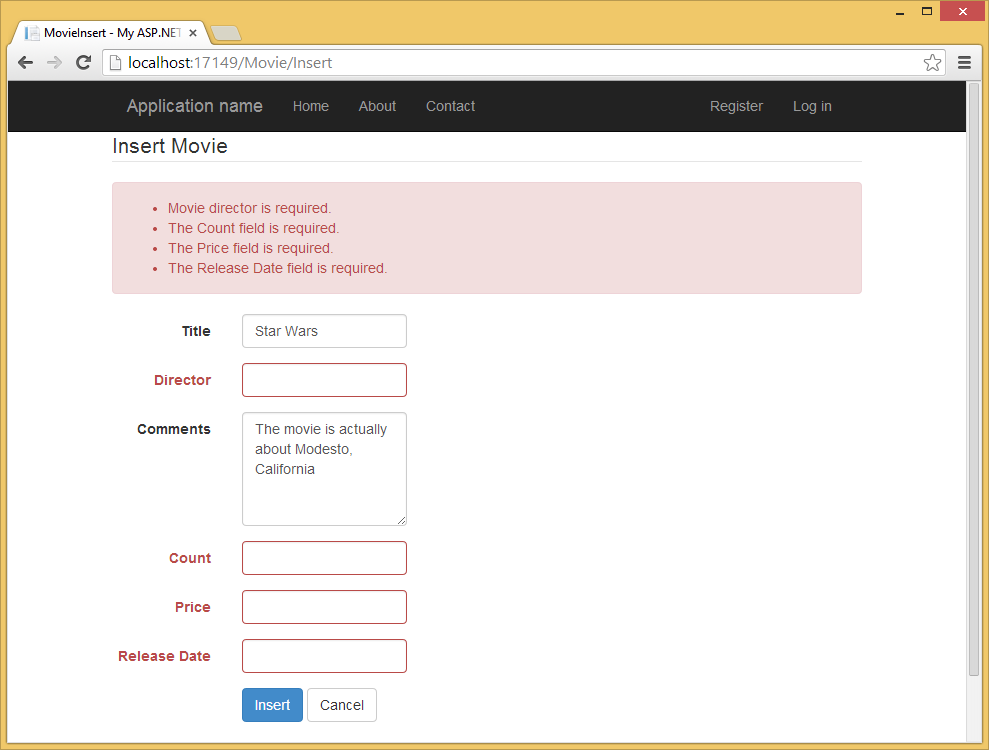 MovieInsert - My ASP.NET
localhost:17149/Movie/Insert
Application name Home About Contact Register Log in
Insert Movie
Movie director is required.
The Count field is required.
The Price field is required.
The Release Date field is required.
Title Star Wars
Director
Comments The movie is actually
about Modesto,
California
Count
Price
Release Date
Insert Cancel